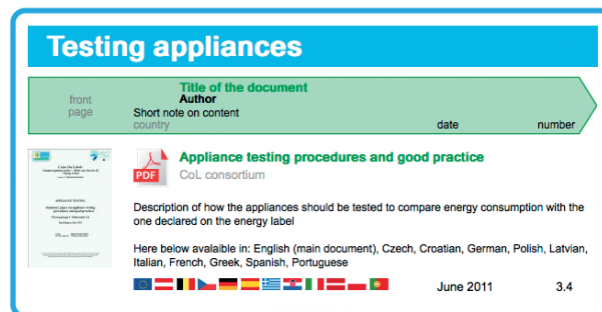 Testing appliances
front
page
Title of the document
Author
Short note on content
country
date
number
PDF
Appliance testing procedures and good practice
CoL consortium
Description of how the appliances should be tested to compare energy consumption with the
one declared on the energy label
Here below avalaible in: English (main document), Czech, Croatian, German, Polish, Latvian,
Italian, French, Greek, Spanish, Portuguese
June 2011
3.4
APPLIANCE TESTING